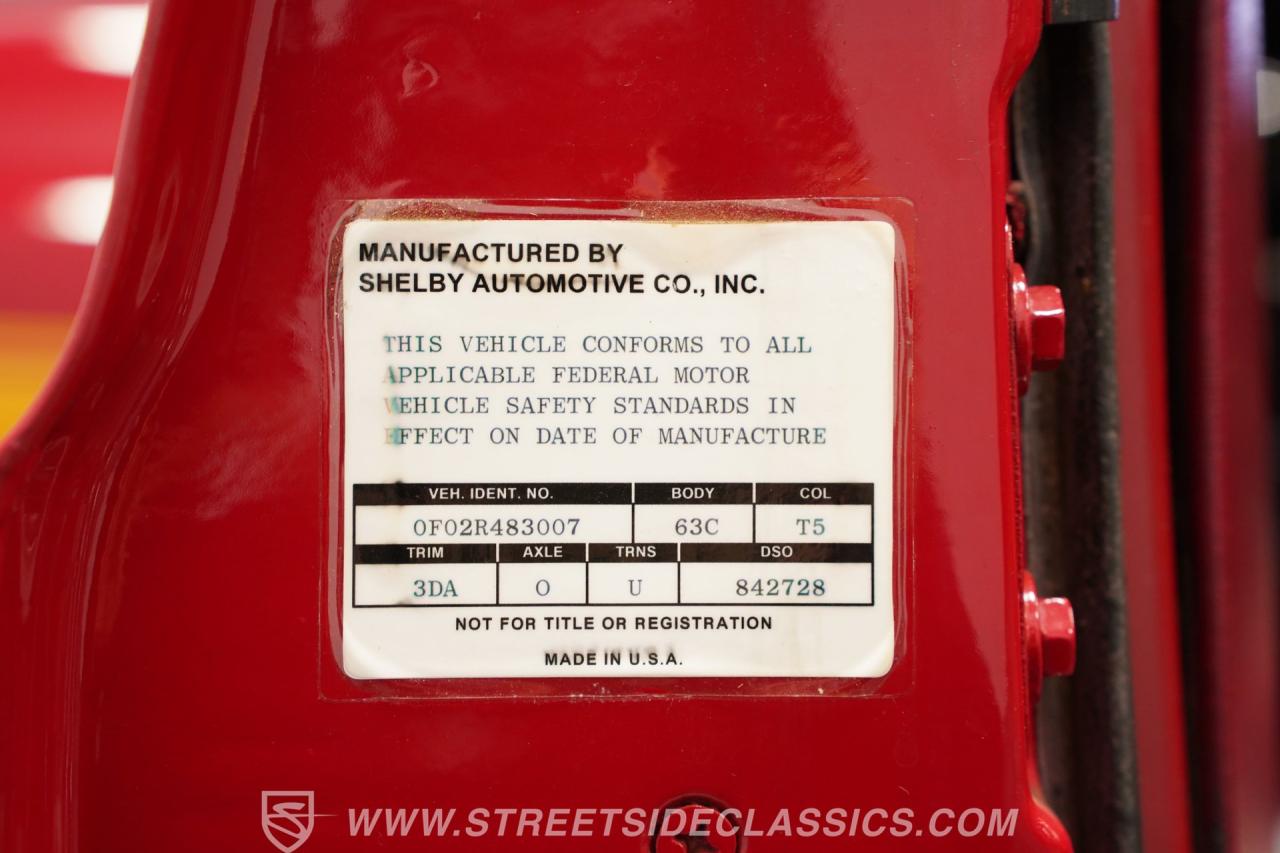 MANUFACTURED BY
SHELBY AUTOMOTIVE CO., INC.
THIS VEHICLE CONFORMS TO ALL
APPLICABLE FEDERAL MOTOR
VEHICLE SAFETY STANDARDS IN
EFFECT ON DATE OF MANUFACTURE
VEH. IDENT. NO. BODY COL
0F02R483007 63C T5
TRIM AXLE TRNS DSO
3DA O U 842728
NOT FOR TITLE OR REGISTRATION
MADE IN U.S.A.
WWW.STREETSIDECLASSICS.COM